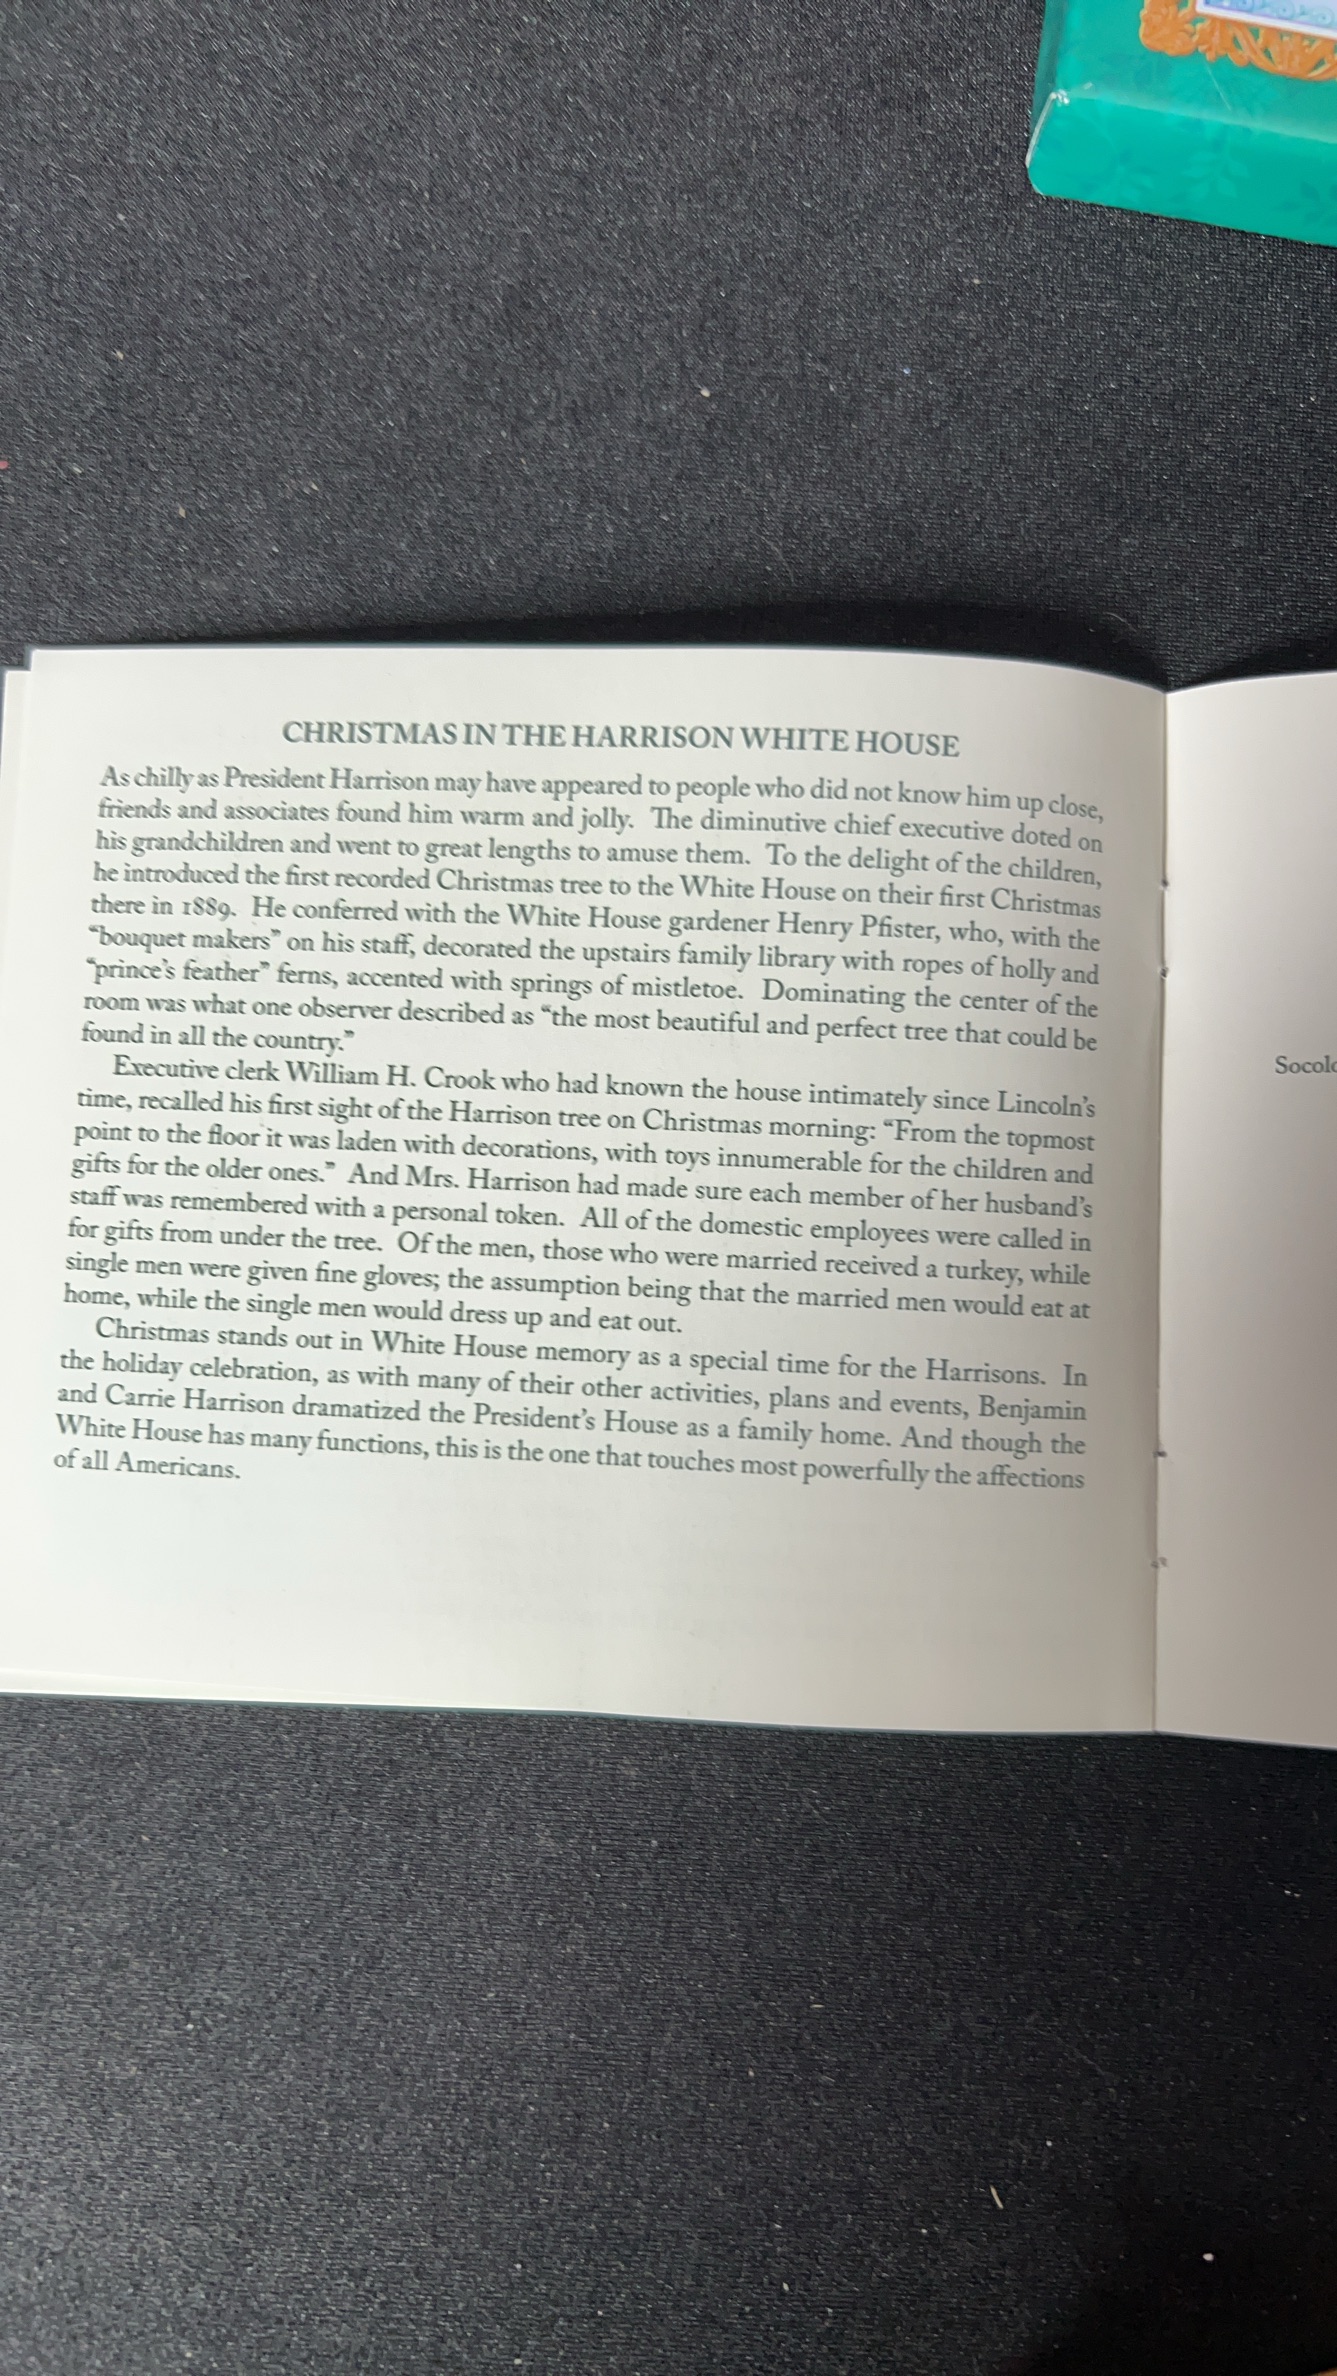 CHRISTMAS IN THE HARRISON WHITE HOUSE
As chilly as President Harrison may have appeared to people who did not know him up close,
friends and associates found him warm and jolly. The diminutive chief executive doted on
his grandchildren and went to great lengths to amuse them. To the delight of the children,
he introduced the first recorded Christmas tree to the White House on their first Christmas
there in 1889. He conferred with the White House gardener Henry Pfister, who, with the
“bouquet makers” on his staff, decorated the upstairs family library with ropes of holly and
“prince’s feather” ferns, accented with springs of mistletoe. Dominating the center of the
room was what one observer described as “the most beautiful and perfect tree that could be
found in all the country.”
Executive clerk William H. Crook who had known the house intimately since Lincoln’s
time, recalled his first sight of the Harrison tree on Christmas morning: “From the topmost
point to the floor it was laden with decorations, with toys innumerable for the children and
gifts for the older ones.” And Mrs. Harrison had made sure each member of her husband’s
staff was remembered with a personal token. All of the domestic employees were called in
for gifts from under the tree. Of the men, those who were married received a turkey, while
single men were given fine gloves; the assumption being that the married men would eat at
home, while the single men would dress up and eat out.
Christmas stands out in White House memory as a special time for the Harrisons. In
the holiday celebration, as with many of their other activities, plans and events, Benjamin
and Carrie Harrison dramatized the President’s House as a family home. And though the
White House has many functions, this is the one that touches most powerfully the affections
of all Americans.